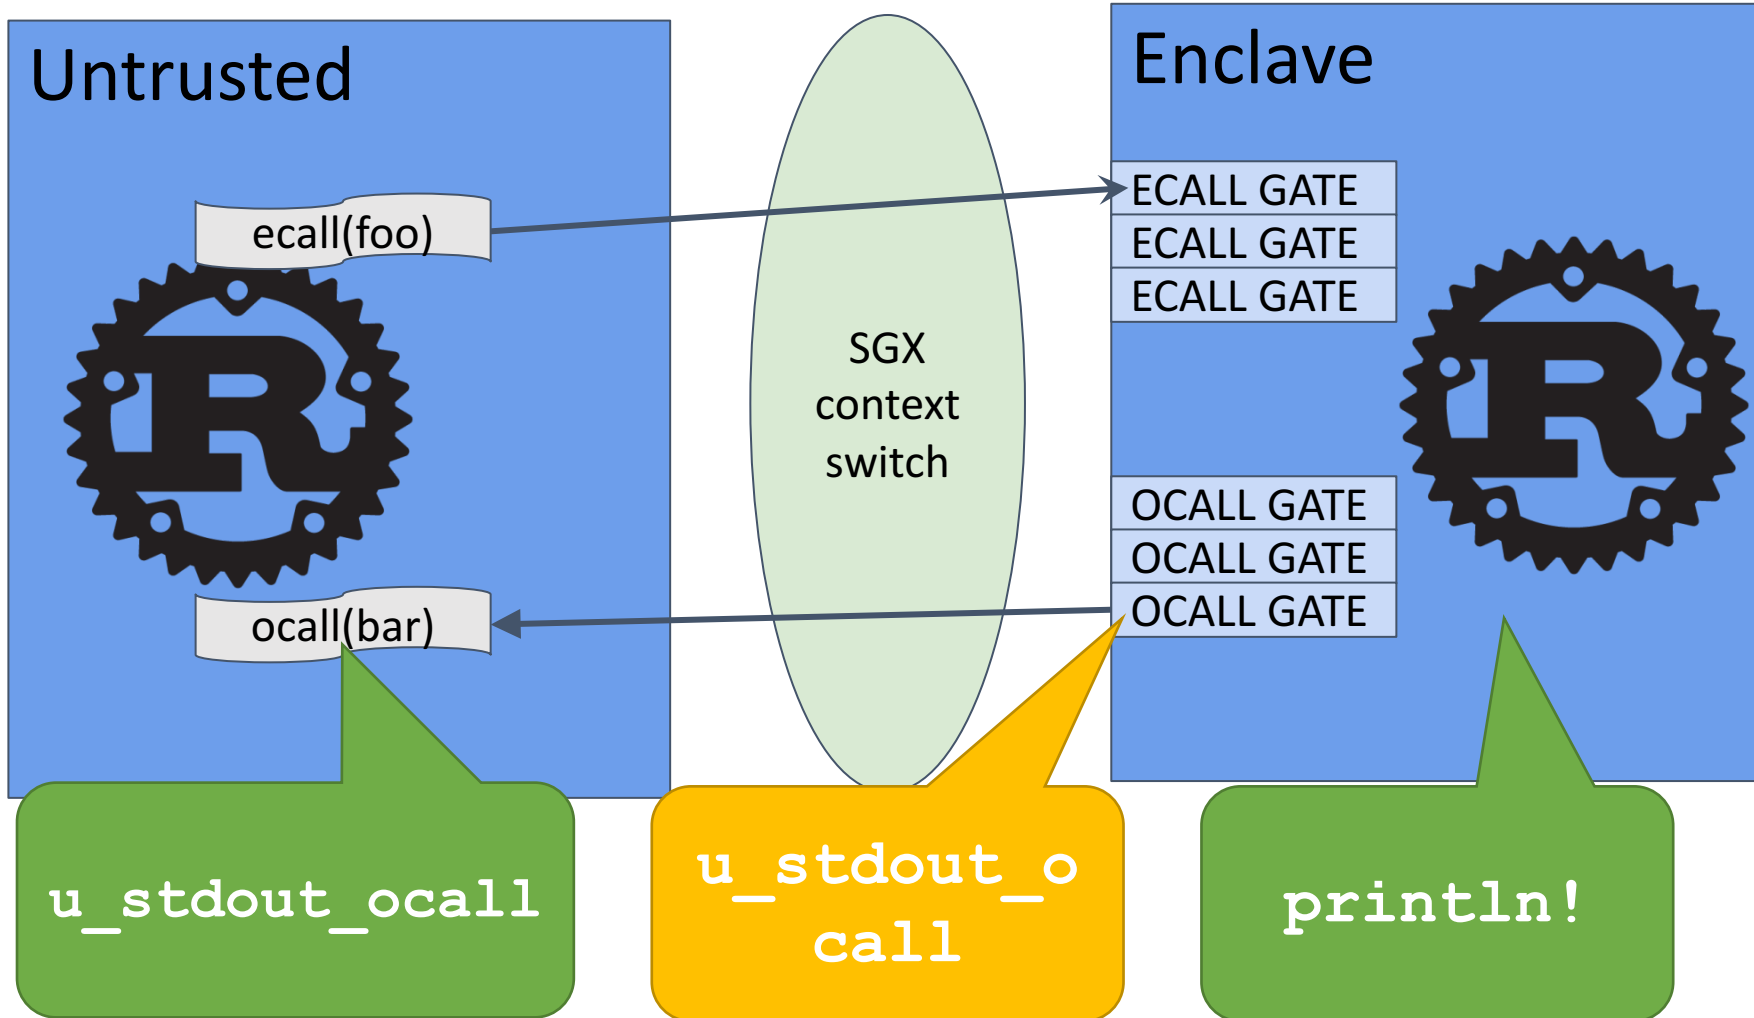 Untrusted
Enclave
ecall(foo)
ECALL GATE
ECALL GATE
ECALL GATE
SGX
context
switch
OCALL GATE
OCALL GATE
OCALL GATE
ocall(bar)
u_stdout_ocall
u_stdout_o
call
println!
R
R